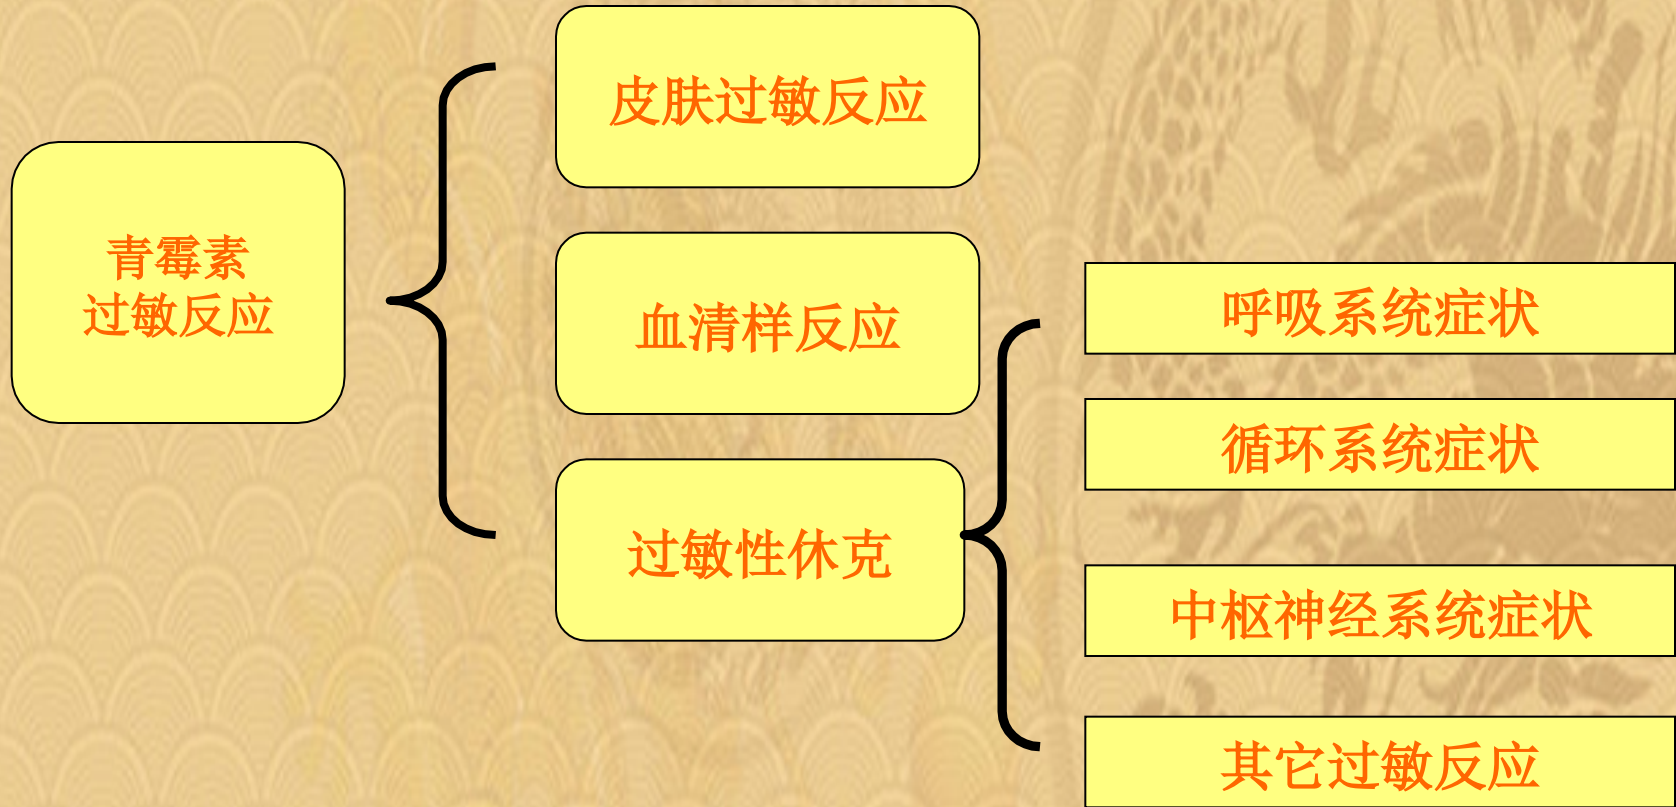 青霉素
过敏反应
皮肤过敏反应
血清样反应
过敏性休克
呼吸系统症状
循环系统症状
中枢神经系统症状
其它过敏反应